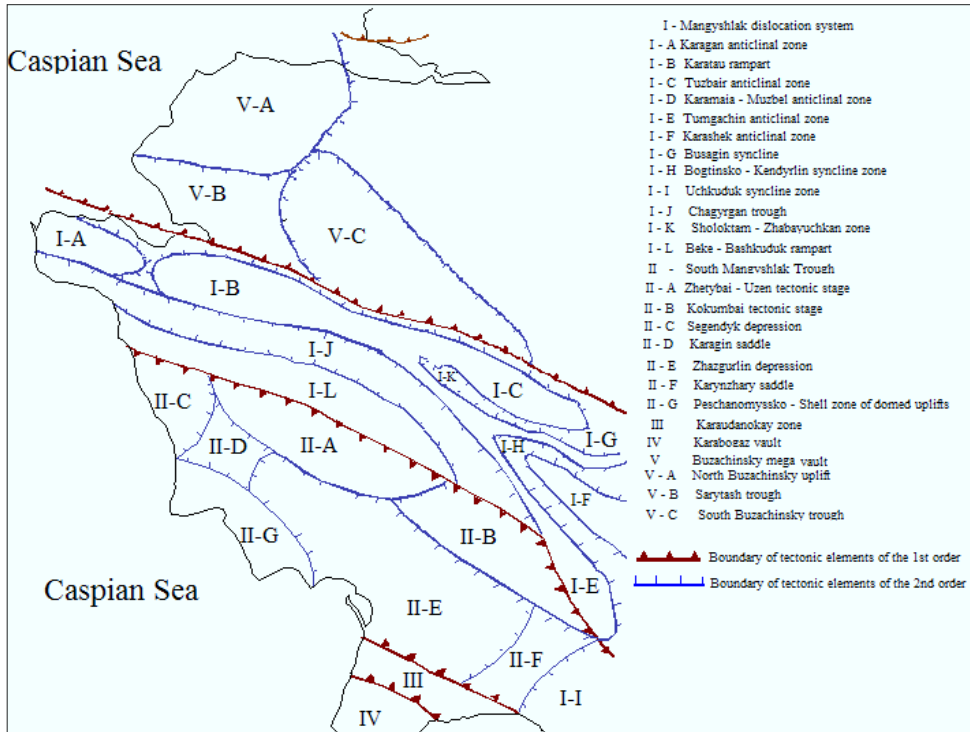 Caspian Sea
V-A
V-B
V-C
I-A
I-B
I-J
I-K
I-C
I-L
II-C
I-G
I-H
II-D
II-A
I-F
II-B
II-G
I-E
Caspian Sea
II-E
II-F
III
I-I
IV
I - Mangyshlak dislocation system
I - A Karagan anticlinal zone
I - B Karatau rampart
I - C Tuzbair anticlinal zone
I - D Karamaia - Muzbel anticlinal zone
I - E Tumgachin anticlinal zone
I - F Karashek anticlinal zone
I - G Busagin syncline
I - H Bogtinsko - Kendyrlin syncline zone
I - I Uchkuduk syncline zone
I - J Chagyrgan trough
I - K Sholoktam - Zhabayuchkan zone
I - L Beke - Bashkuduk rampart
II - South Mangyshlak Trough
II - A Zhetybai - Uzen tectonic stage
II - B Kokumbai tectonic stage
II - C Segendyk depression
II - D Karagin saddle
II - E Zhazgurlin depression
II - F Karynzhary saddle
II - G Peschanomyssko - Shell zone of domed uplifts
III Karaudanokay zone
IV Karabogaz vault
V Buzachinsky mega vault
V - A North Buzachinsky uplift
V - B Sarytash trough
V - C South Buzachinsky trough
Boundary of tectonic elements of the 1st order
Boundary of tectonic elements of the 2nd order